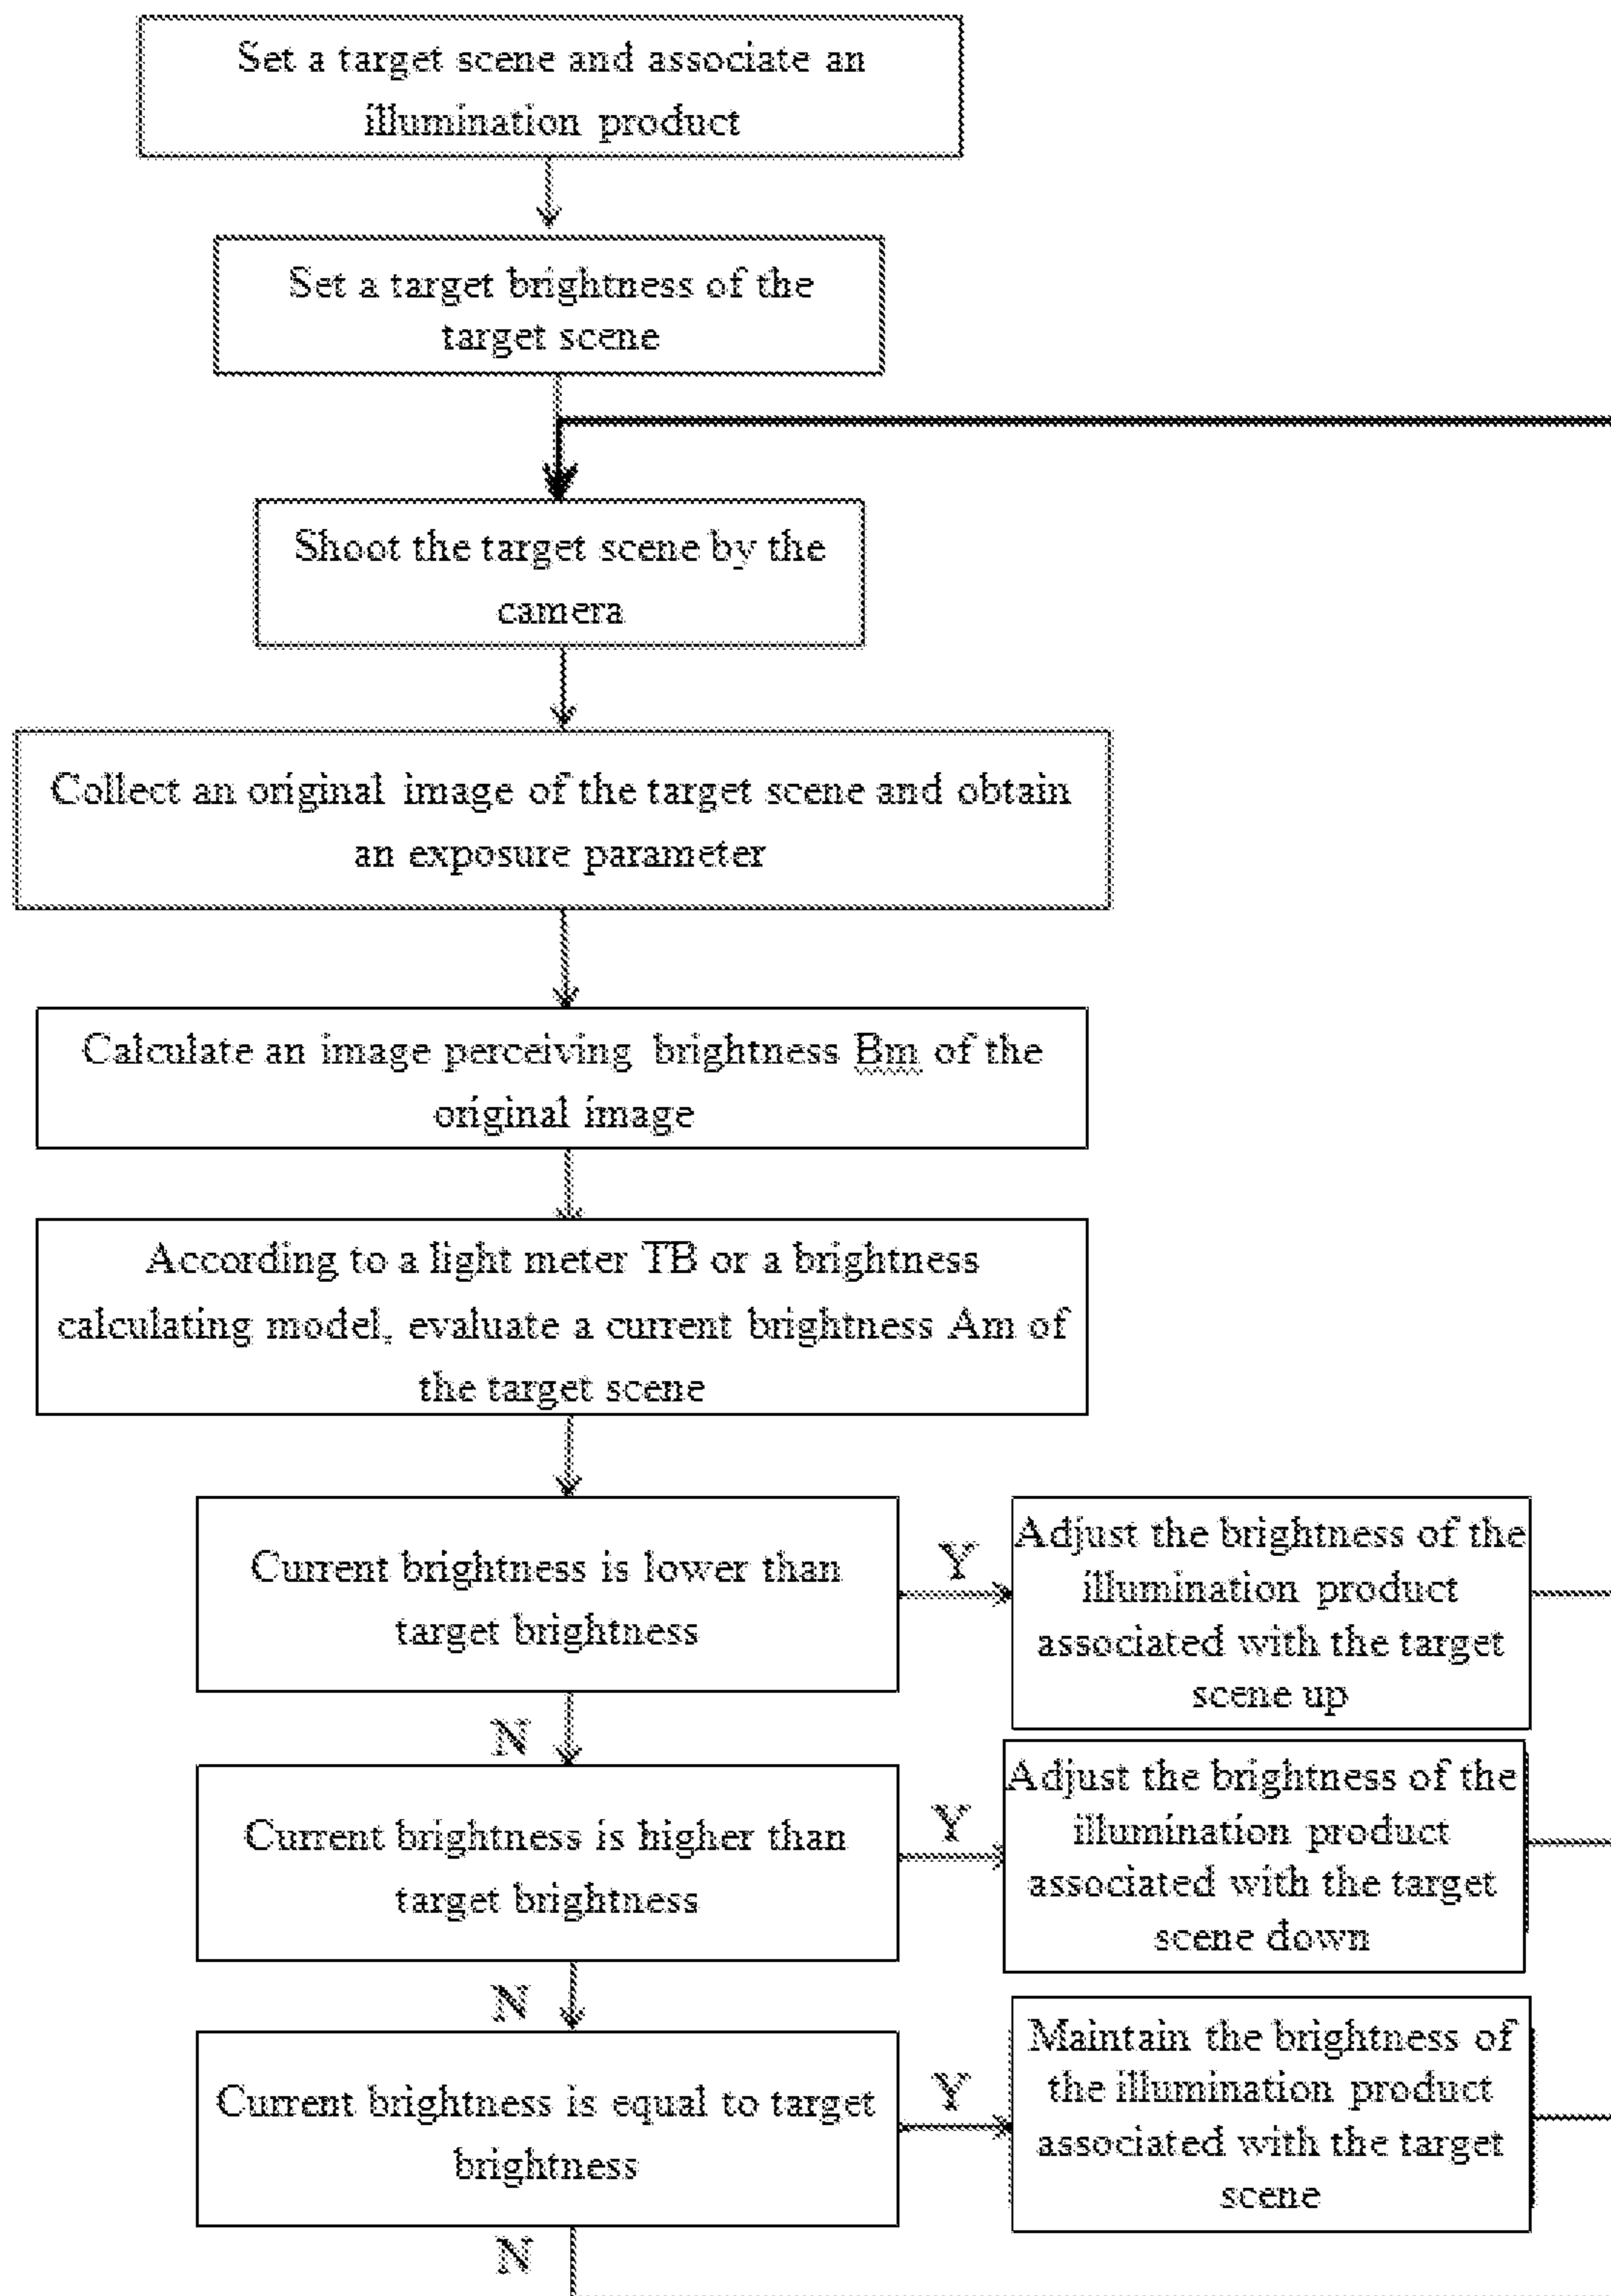 Set a target scene and associate an
illumination product
Set a target brightness of the
target scene
Shoot the target scene by the
camera
Collect an original image of the target scene and obtain
an exposure parameter
Calculate an image perceiving brightness Bm of the
original image
According to a light meter TB or a brightness
calculating model, evaluate a current brightness Am of
the target scene
Current brightness is lower than
target brightness
Y
Adjust the brightness of the
illumination product
associated with the target
scene up
N
Current brightness is higher than
target brightness
Y
Adjust the brightness of the
illumination product
associated with the target
scene down
N
Current brightness is equal to target
brightness
Y
Maintain the brightness of
the illumination product
associated with the target
scene
N